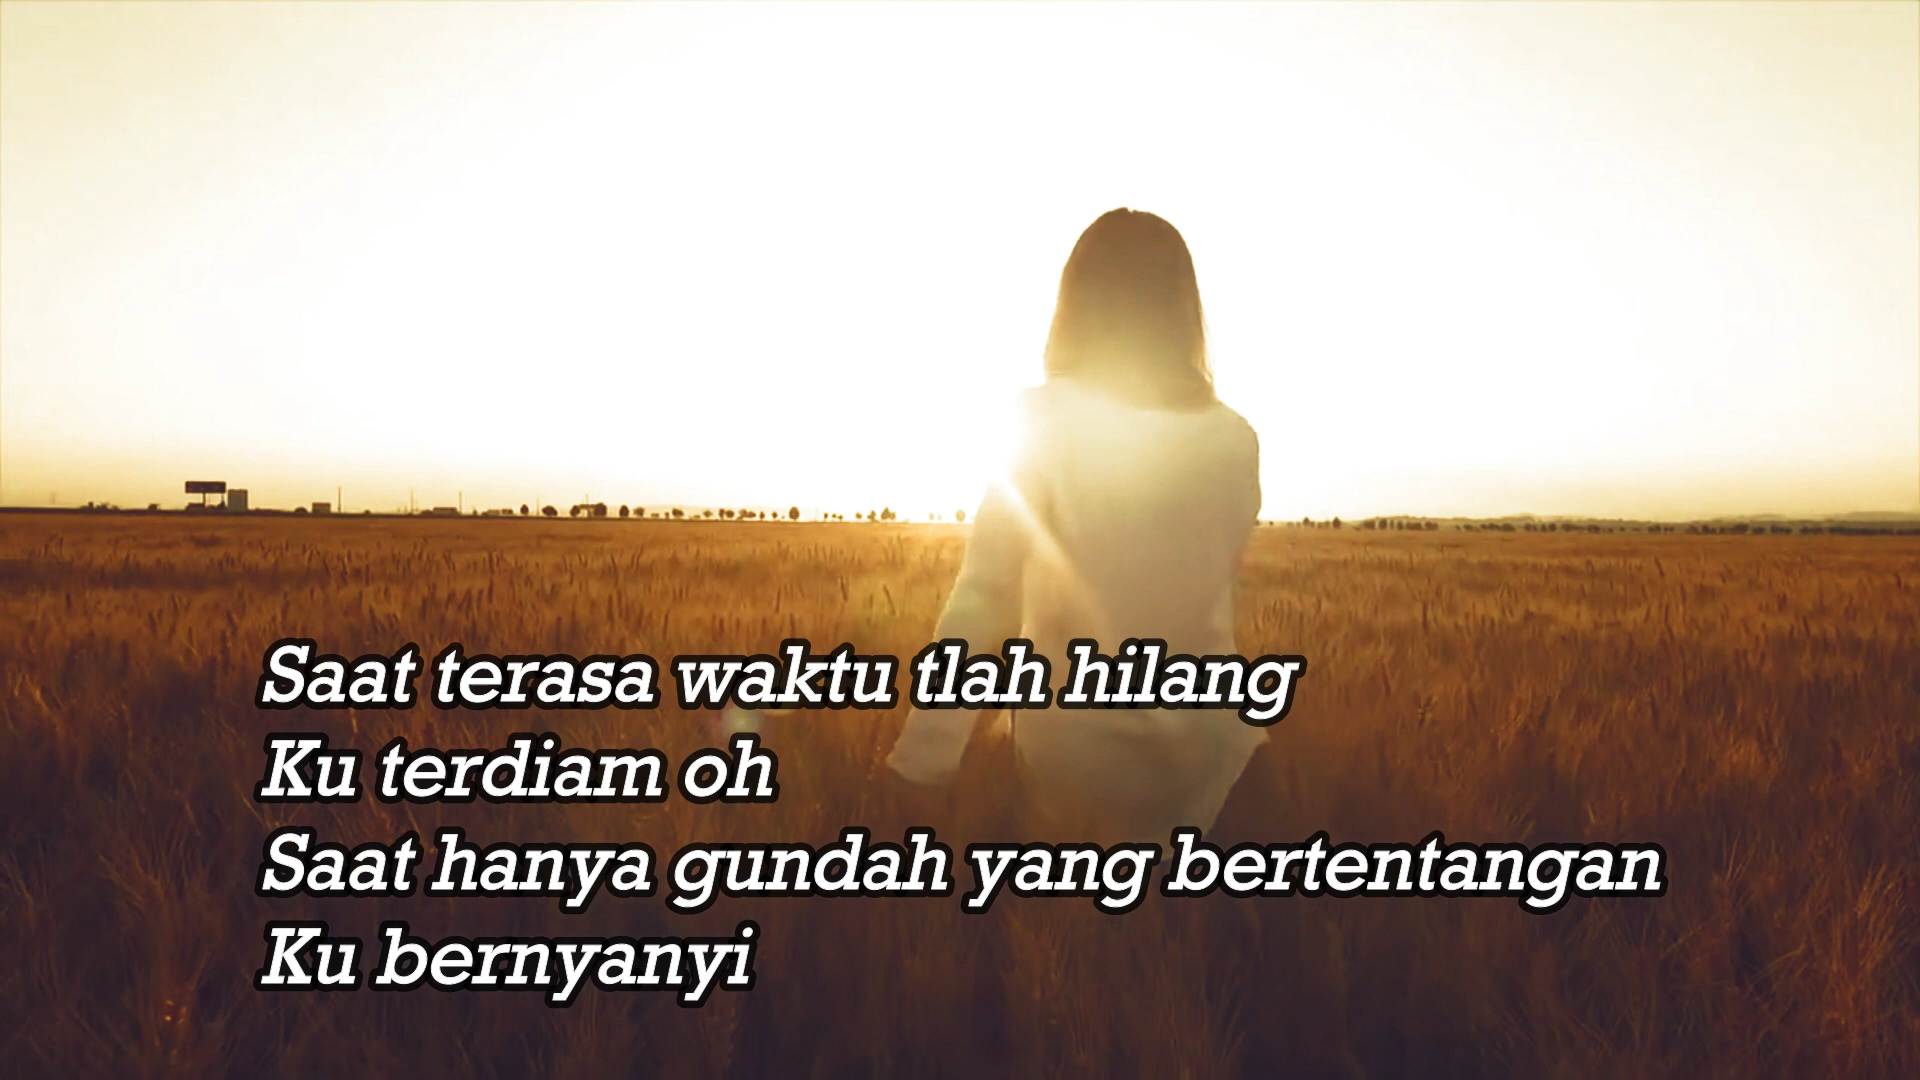 Saat terasa waktu tlah hilang
Ku terdiam oh
Saat hanya gundah yang bertentangan
Ku bernyanyi